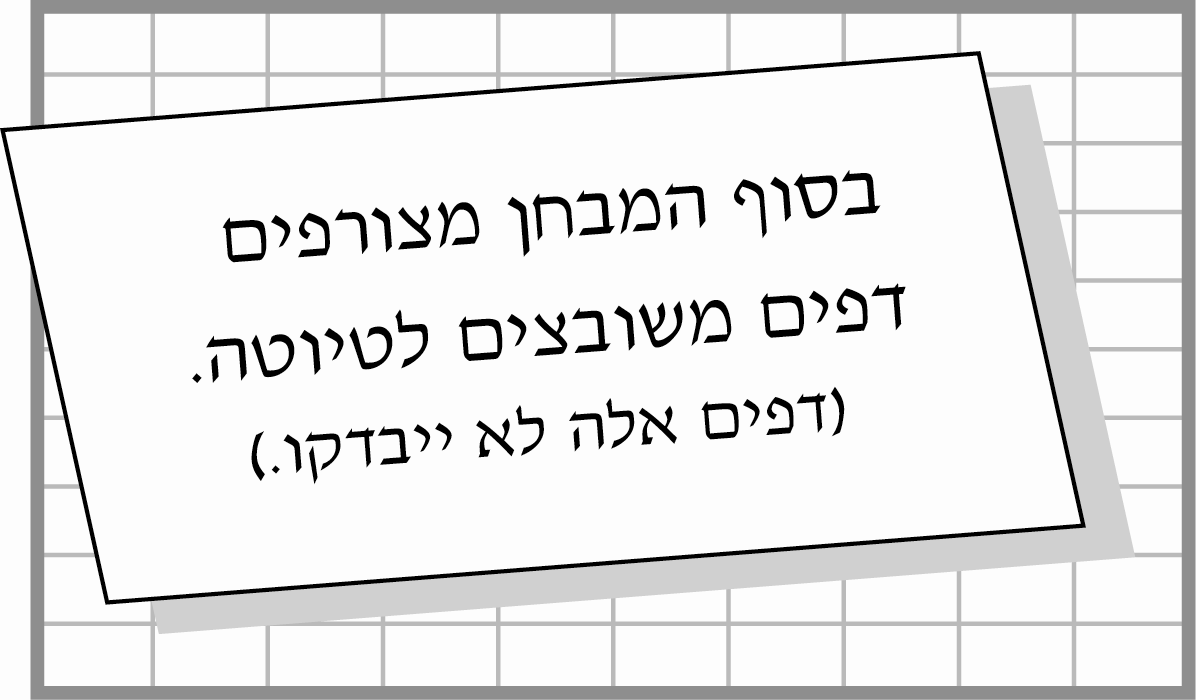 בסוף המבחן מצורפים
דפים משובצים לטיוטה.
(דפים אלה לא ייבדקו.)